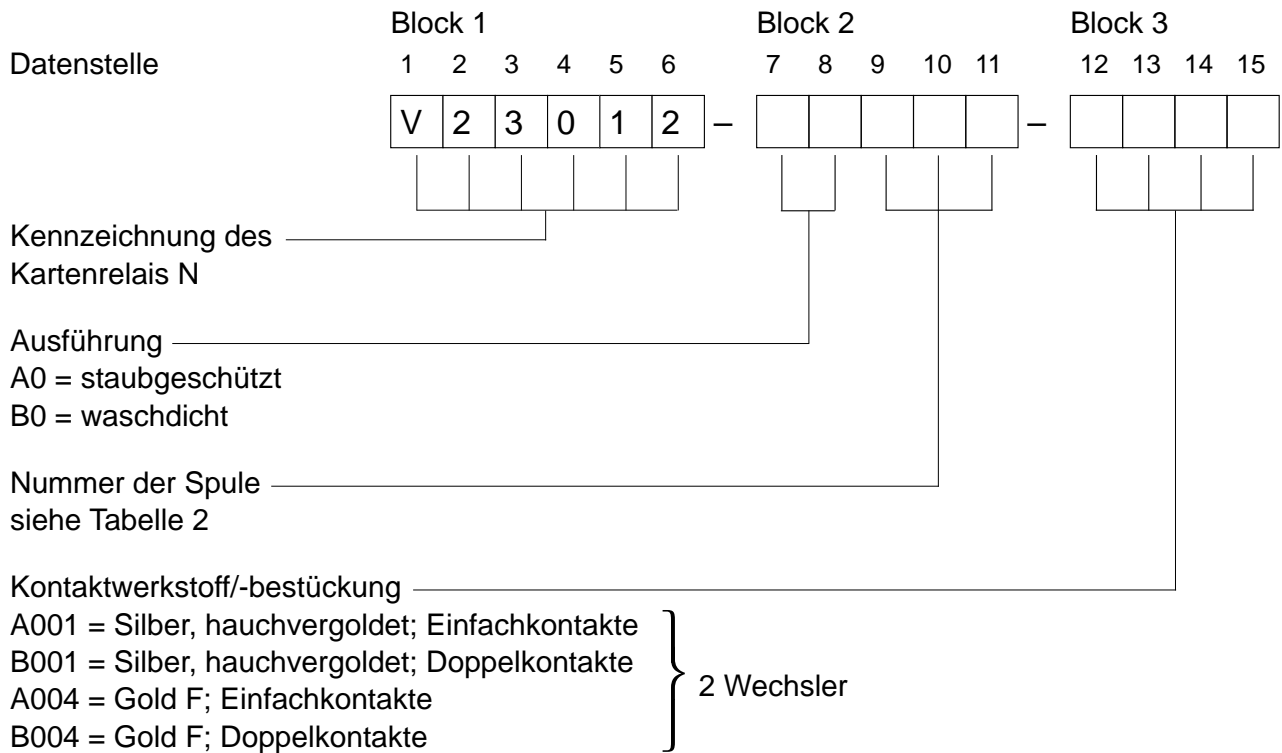 Block 1 Block 2 Block 3
Datenstelle 1 2 3 4 5 6 7 8 9 10 11 12 13 14 15
V 2 3 0 1 2 – –
Kennzeichnung des
Kartenrelais N
Ausführung
A0 = staubgeschützt
B0 = waschdicht
Nummer der Spule
siehe Tabelle 2
Kontaktwerkstoff/-bestückung
A001 = Silber, hauchvergoldet; Einfachkontakte
B001 = Silber, hauchvergoldet; Doppelkontakte
2 Wechsler
A004 = Gold F; Einfachkontakte
B004 = Gold F; Doppelkontakte